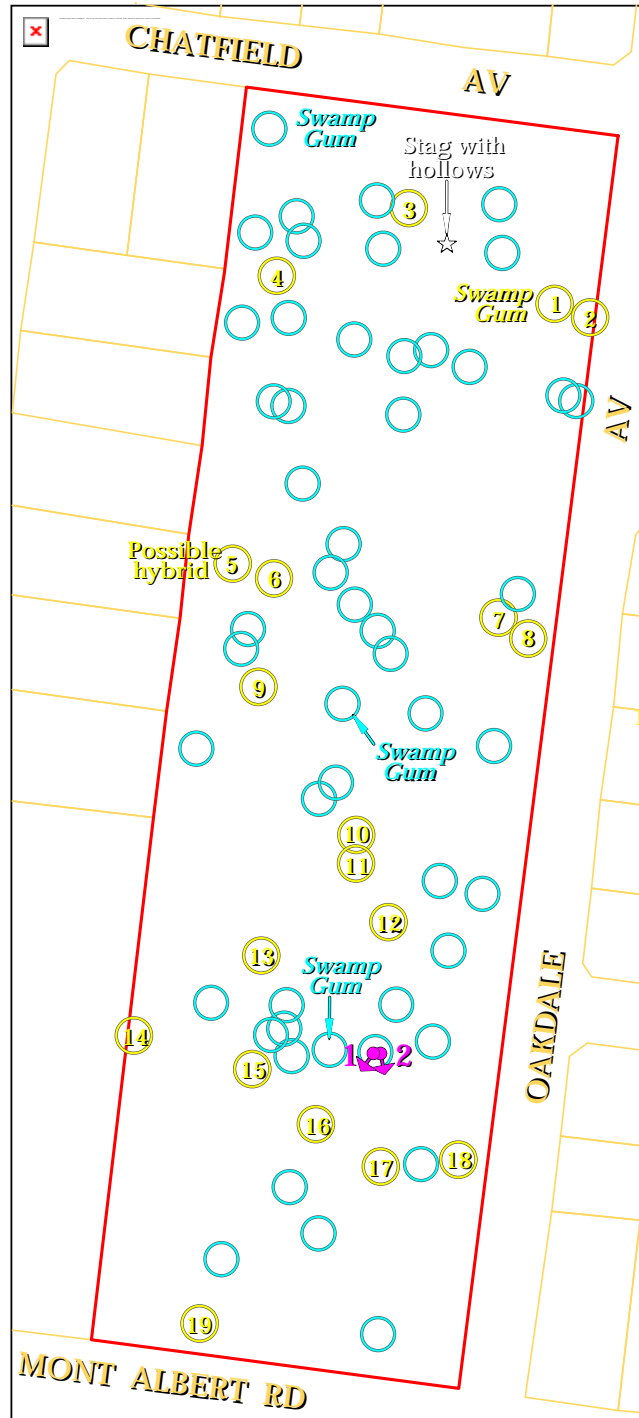 CHATFIELD AV
Swamp
Gum
Stag with
hollows
3
4
Swamp
Gum
1
2
AV
Possible
hybrid
5
6
7
8
9
Swamp
Gum
10
11
12
13
Swamp
Gum
OAKDALE
14
1 2
15
16
17
18
19
MONT ALBERT RD